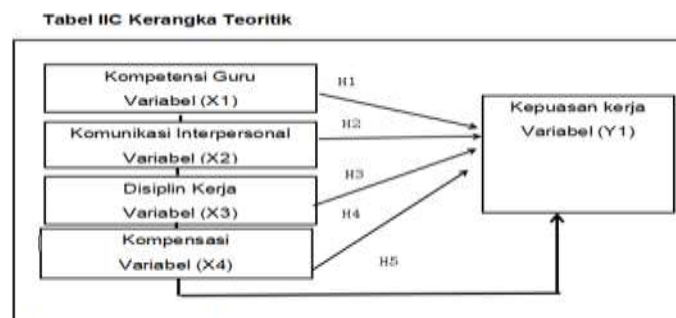 Tabel IIC Kerangka Teoritik
Kompetensi Guru
Variabel (X1)
H1
Komunikasi Interpersonal
Variabel (X2)
H2
Disiplin Kerja
Variabel (X3)
H3
Kompensasi
Variabel (X4)
H4
H5
Kepuasan kerja
Variabel (Y1)